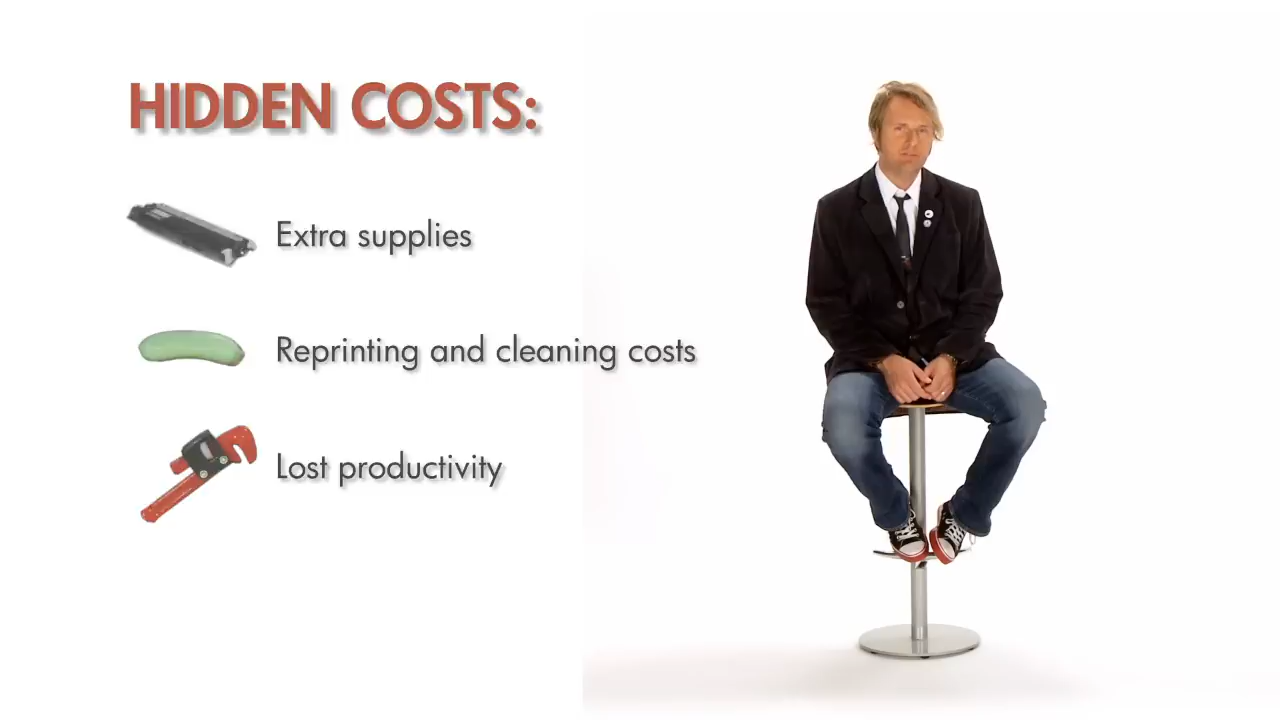 HIDDEN COSTS:
Extra supplies
Reprinting and cleaning costs
Lost productivity